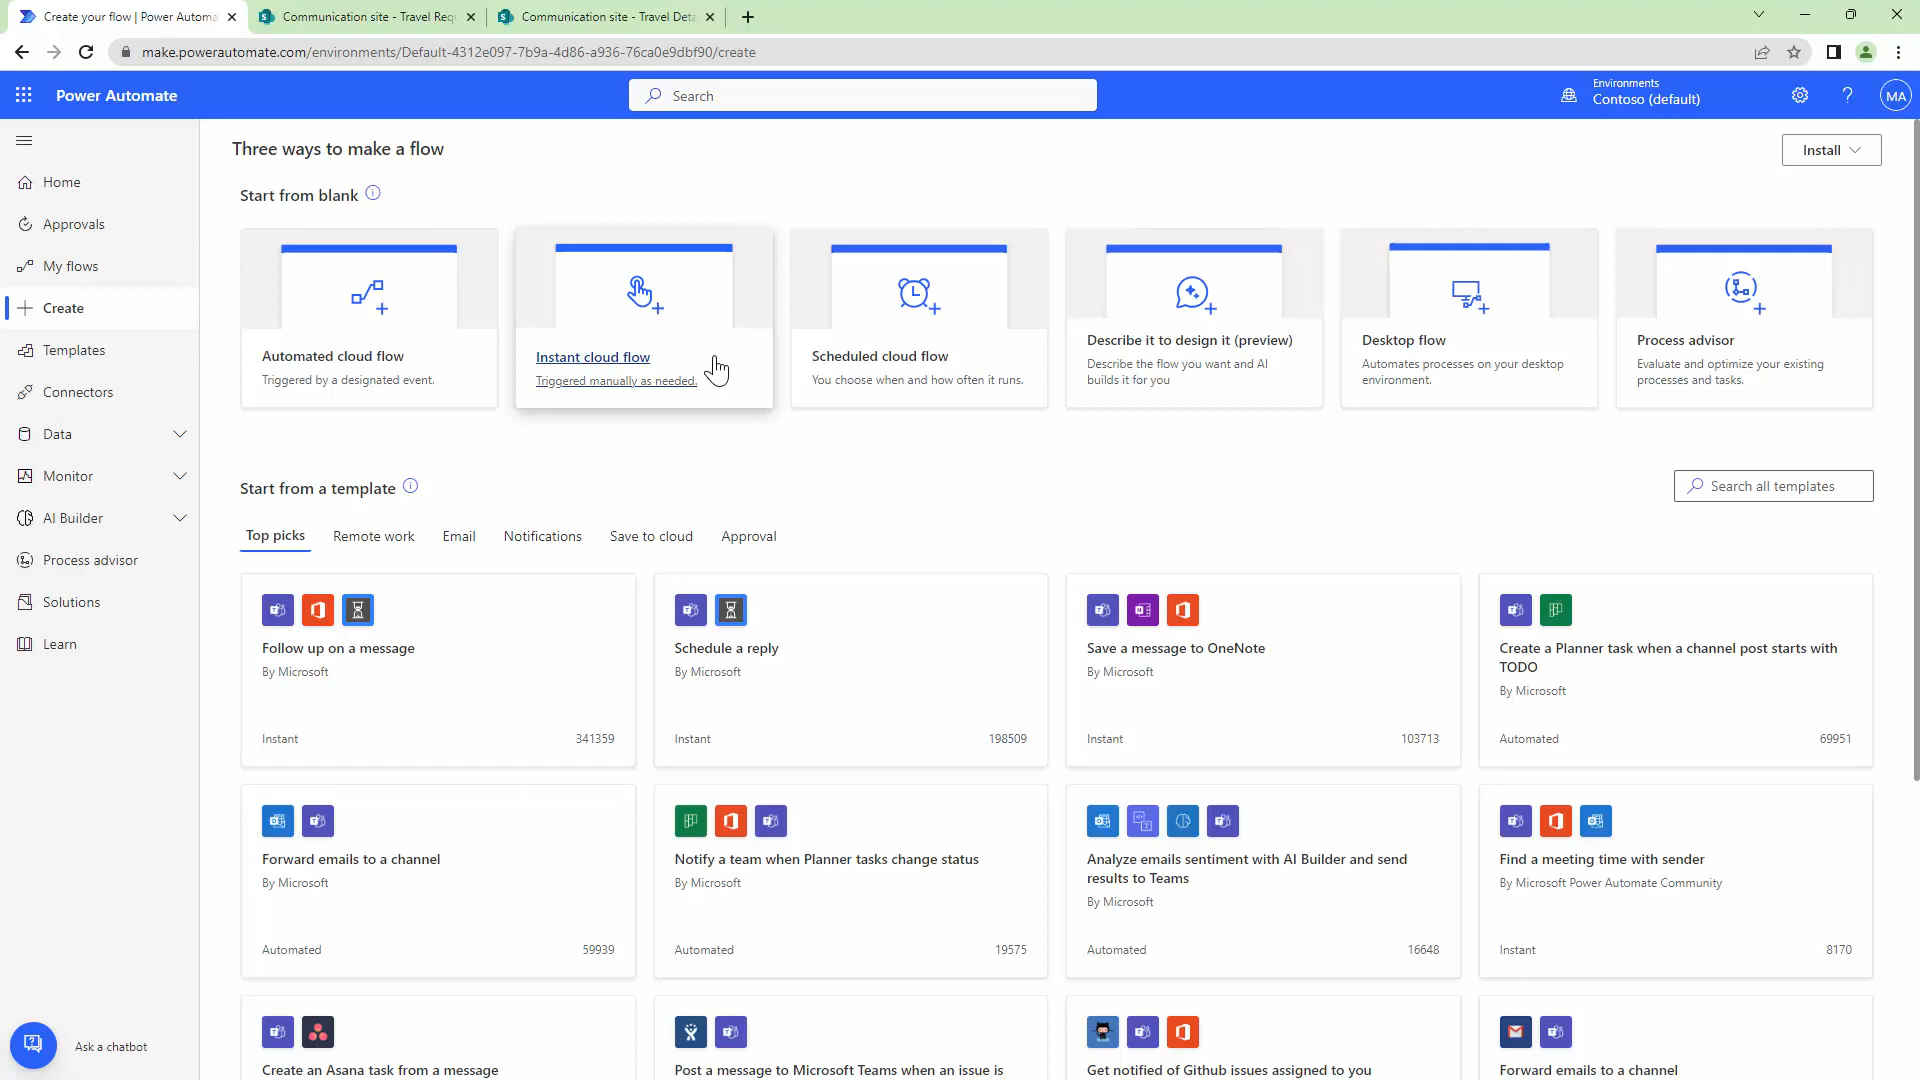 Create your flow | Power Automa
Communication site - Travel Req
Communication site - Travel Deta
make.powerautomate.com/environments/Default-4312e097-7b9a-4d86-a936-76ca0e9dbf90/create
Power Automate
Search
Environments
Contoso (default)
MA
Home
Approvals
My flows
Create
Templates
Connectors
Data
Monitor
AI Builder
Process advisor
Solutions
Learn
Ask a chatbot
Three ways to make a flow
Install
Start from blank
Automated cloud flow
Triggered by a designated event.
Instant cloud flow
Triggered manually as needed.
Scheduled cloud flow
You choose when and how often it runs.
Describe it to design it (preview)
Describe the flow you want and AI
builds it for you
Desktop flow
Automates processes on your desktop
environment.
Process advisor
Evaluate and optimize your existing
processes and tasks.
Start from a template
Search all templates
Top picks
Remote work
Email
Notifications
Save to cloud
Approval
Follow up on a message
By Microsoft
Instant
341359
Schedule a reply
By Microsoft
Instant
198509
Save a message to OneNote
By Microsoft
Instant
103713
Create a Planner task when a channel post starts with
TODO
By Microsoft
Automated
69951
Forward emails to a channel
By Microsoft
Automated
59939
Notify a team when Planner tasks change status
By Microsoft
Automated
19575
Analyze emails sentiment with AI Builder and send
results to Teams
By Microsoft
Automated
16648
Find a meeting time with sender
By Microsoft Power Automate Community
Instant
8170
Create an Asana task from a message
Post a message to Microsoft Teams when an issue is
Get notified of Github issues assigned to you
Forward emails to a channel